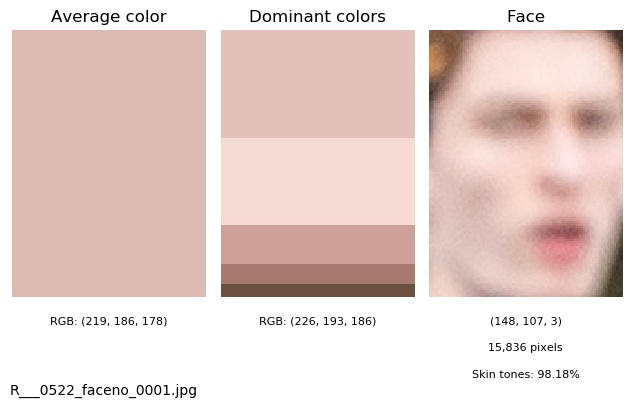 Average color
Dominant colors
Face
RGB: (219, 186, 178)
RGB: (226, 193, 186)
(148, 107, 3)
15,836 pixels
Skin tones: 98.18%
R___0522_faceno_0001.jpg